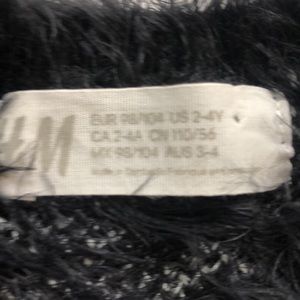 H&M
EUR 98/104 US 2-4Y
CA 2-4A CN 110/56
MY 98/104 AUS 3-4